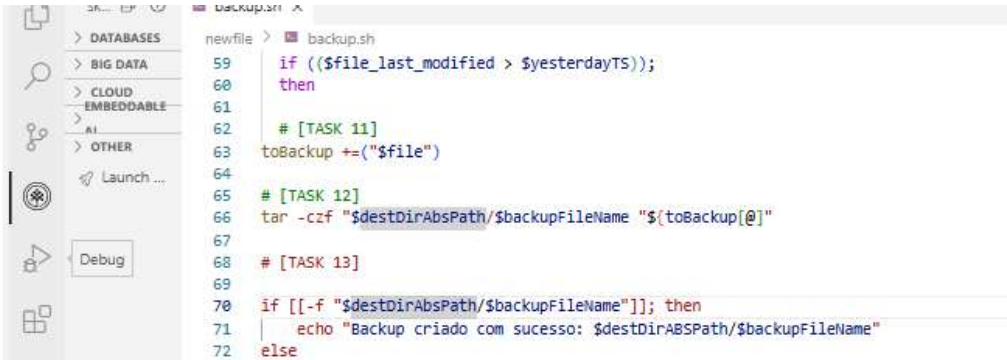 backup.sh X
DATABASES
BIG DATA
CLOUD
EMBEDDABLE
AI
OTHER
Launch ...
Debug
newfile > backup.sh
59 if (($file_last_modified > $yesterdayTS));
60 then
61
62 # [TASK 11]
63 toBackup +=("$file")
64
65 # [TASK 12]
66 tar -czf "$destDirAbsPath/$backupFileName "${toBackup[@]"
67
68 # [TASK 13]
69
70 if [[-f "$destDirAbsPath/$backupFileName"]]; then
71 echo "Backup criado com sucesso: $destDirABSPath/$backupFileName"
72 else